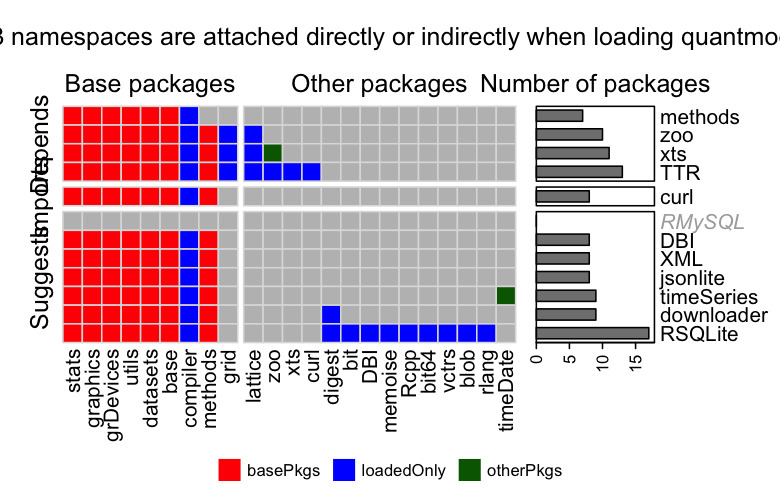 3 namespaces are attached directly or indirectly when loading quantmo
Base packages
Other packages
Number of packages
Depends
Imports
Suggests
methods
zoo
xts
TTR
curl
RMySQL
DBI
XML
jsonlite
timeSeries
downloader
RSQLite
0
5
10
15
stats
graphics
grDevices
utils
datasets
base
compiler
methods
grid
lattice
zoo
xts
curl
digest
bit
DBI
memoise
Rcpp
bit64
vctrs
blob
rlang
timeDate
basePkgs
loadedOnly
otherPkgs